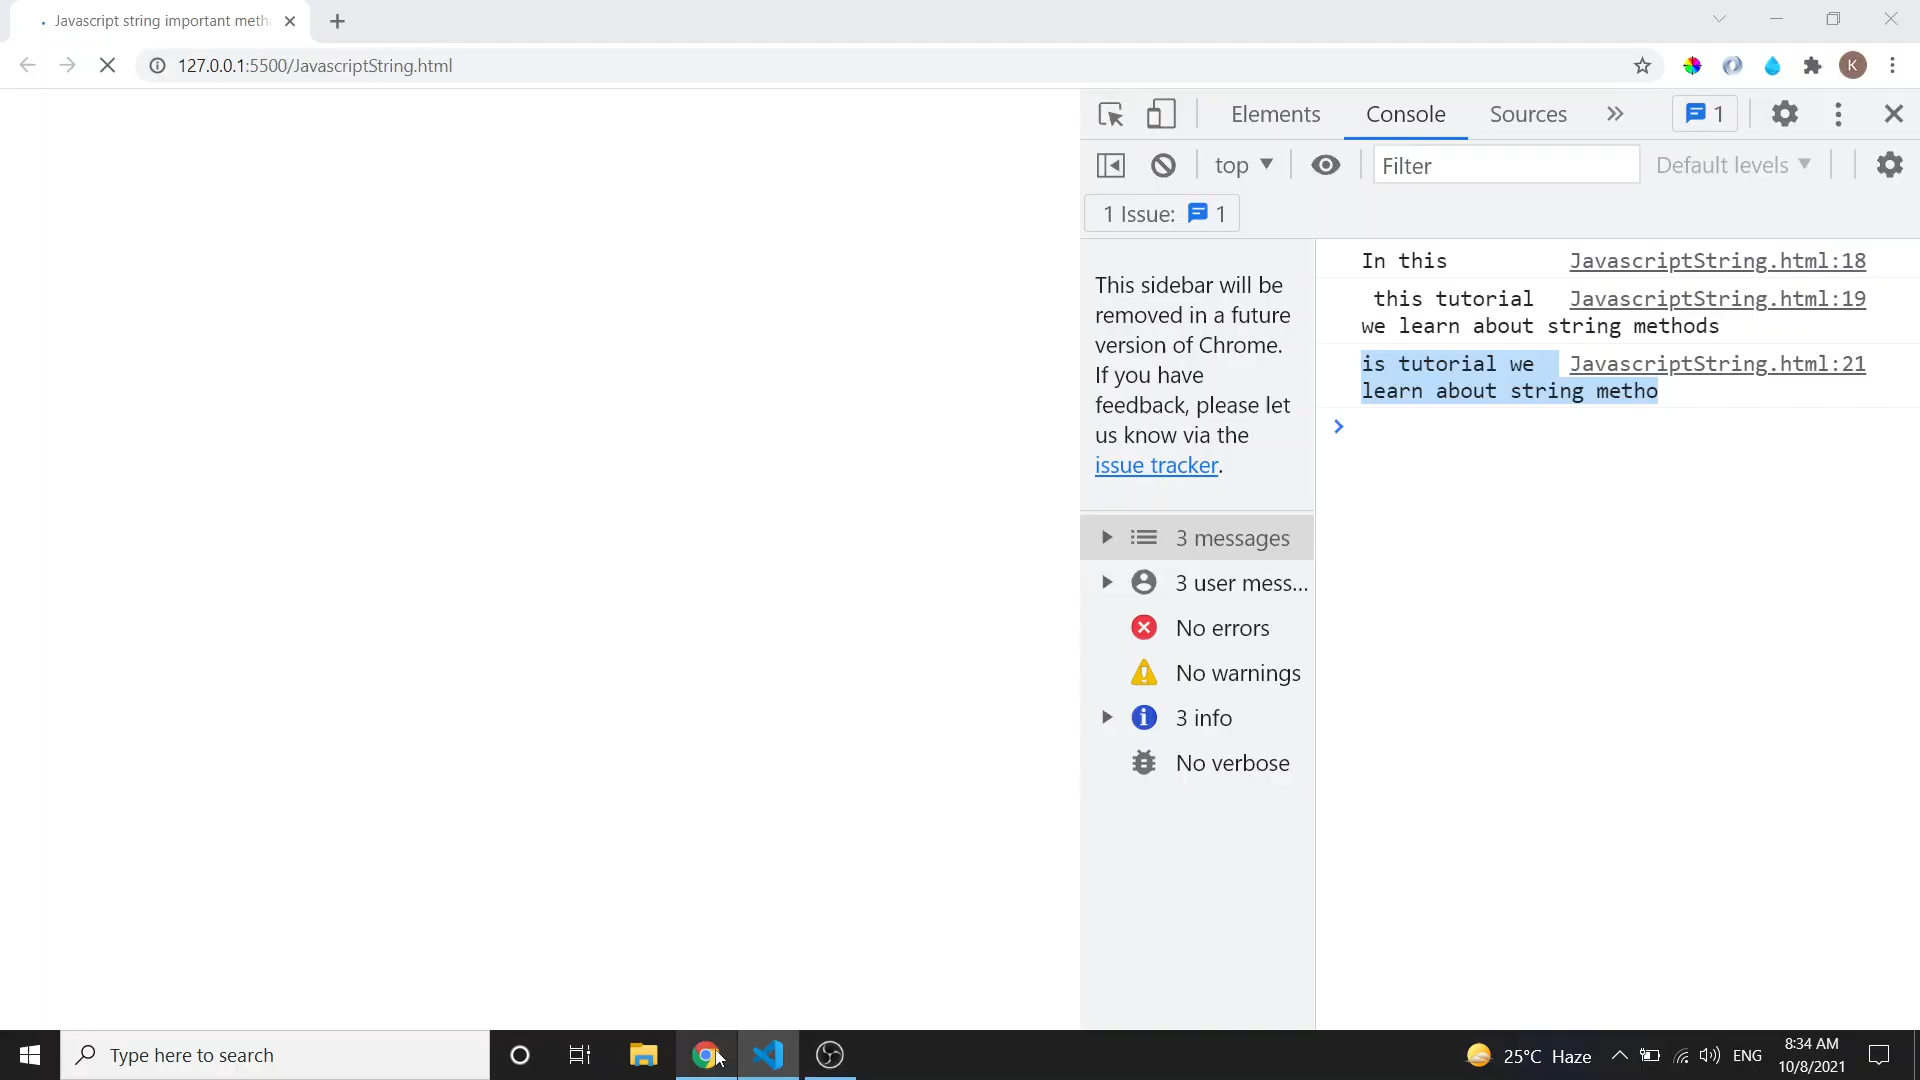 Javascript string important meth
127.0.0.1:5500/JavascriptString.html
K
Elements
Console
Sources
1
top
Filter
Default levels
1 Issue: 1
This sidebar will be
removed in a future
version of Chrome.
If you have
feedback, please let
us know via the
issue tracker.
3 messages
3 user mess...
No errors
No warnings
3 info
No verbose
In this JavascriptString.html:18
this tutorial JavascriptString.html:19
we learn about string methods
is tutorial we JavascriptString.html:21
learn about string metho
Type here to search
25°C Haze
ENG
8:34 AM
10/8/2021